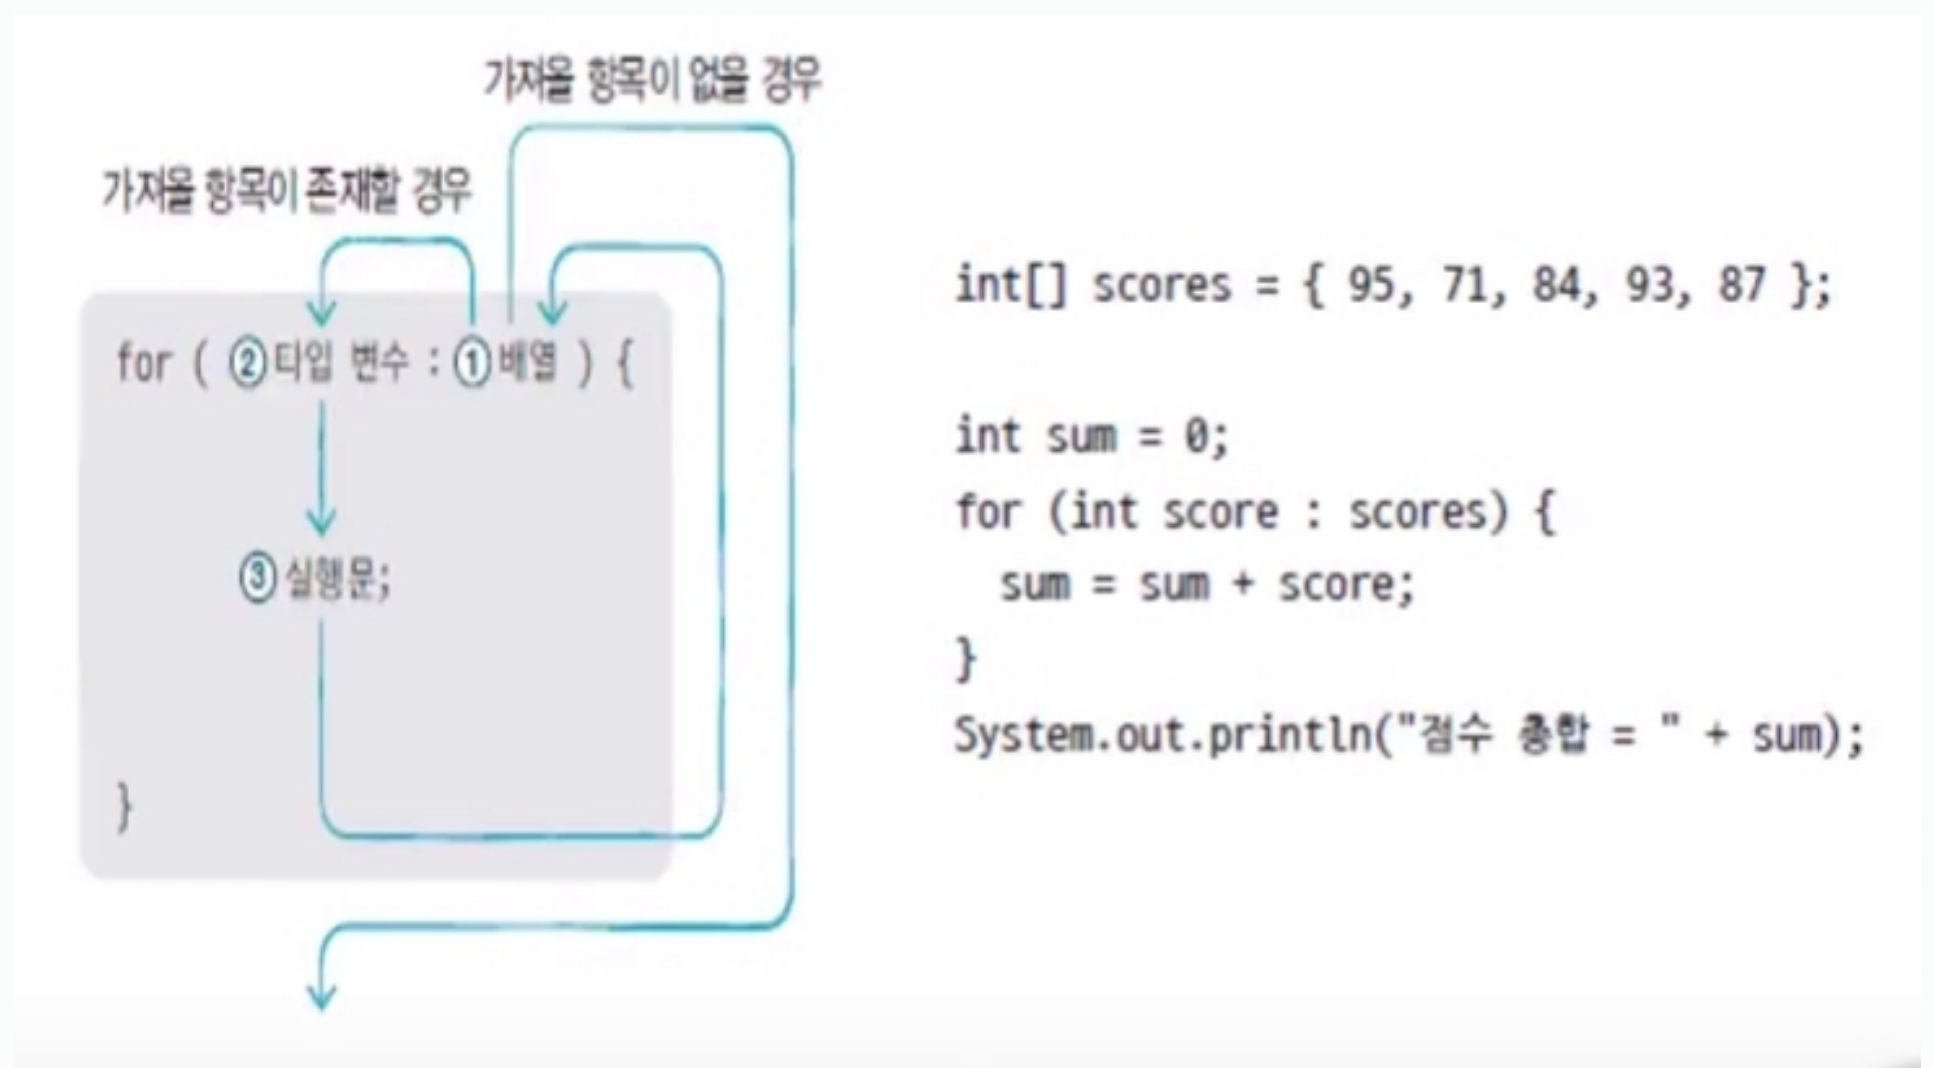 가져올 항목이 없을 경우
가져올 항목이 존재할 경우
for ( ②타입 변수 : ①배열 ) {
③실행문;
}
int[] scores = { 95, 71, 84, 93, 87 };
int sum = 0;
for (int score : scores) {
sum = sum + score;
}
System.out.println("점수 총합 = " + sum);